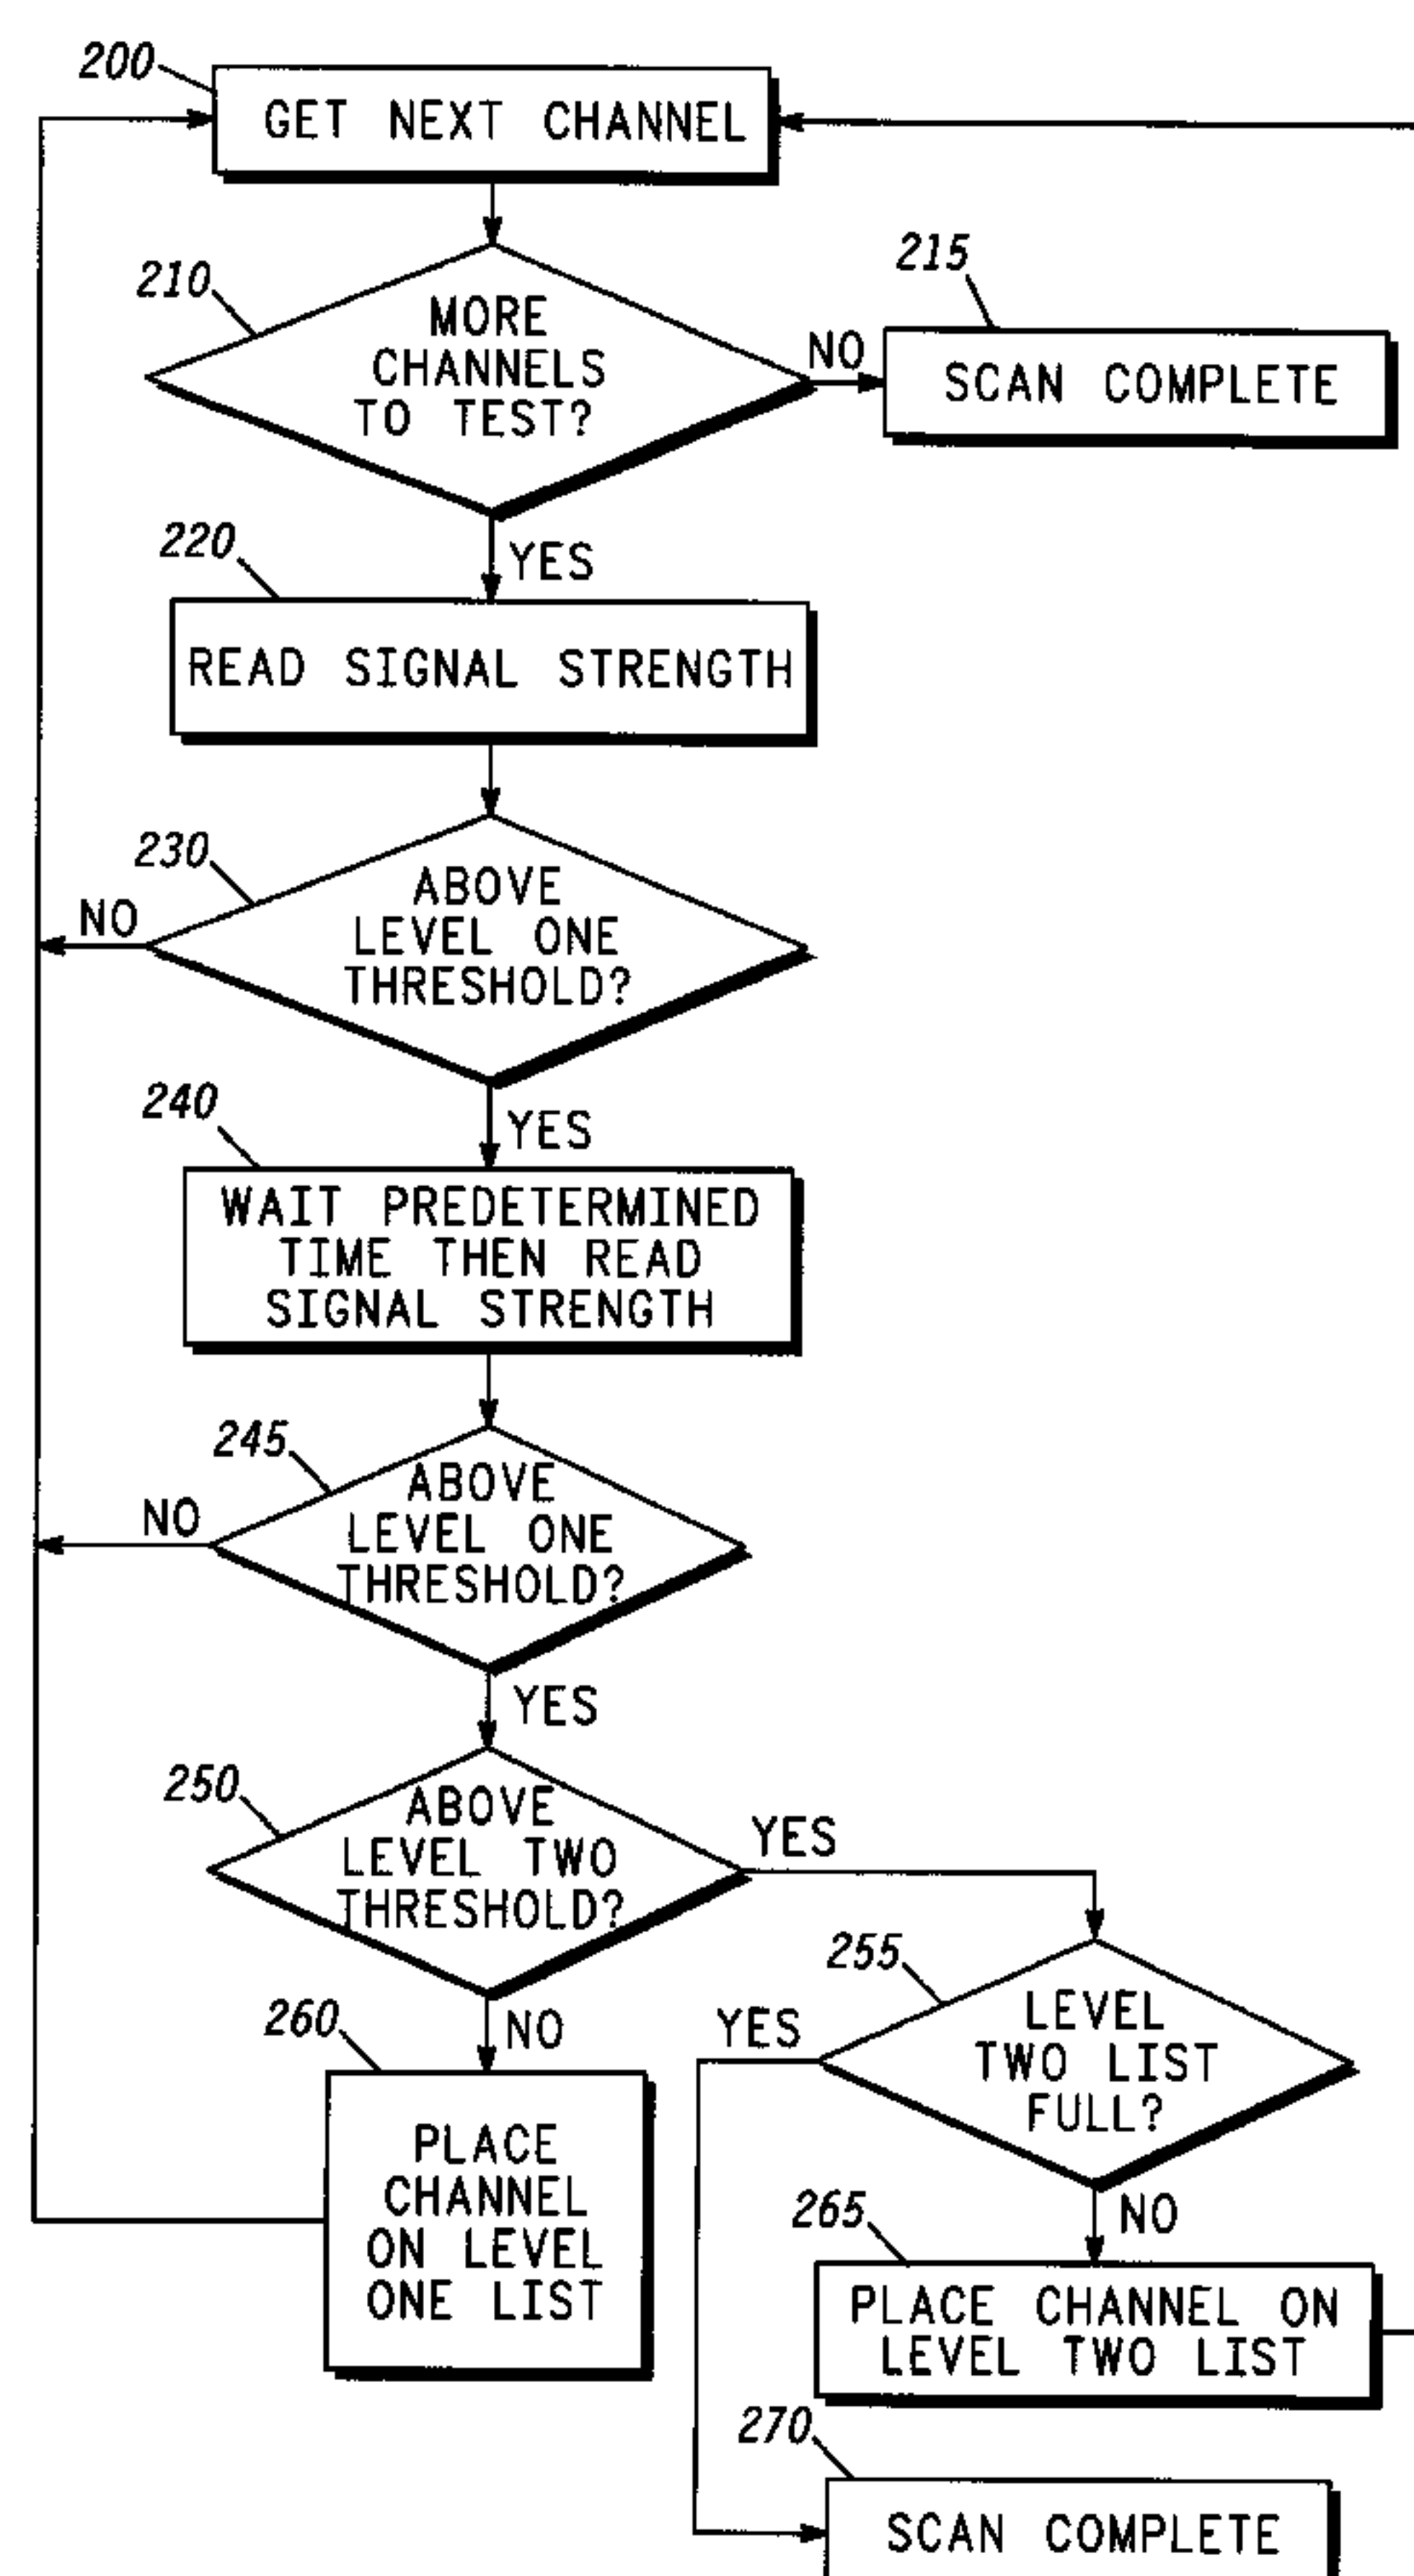 200
GET NEXT CHANNEL
210
MORE
CHANNELS
TO TEST?
NO
215
SCAN COMPLETE
YES
220
READ SIGNAL STRENGTH
230
ABOVE
LEVEL ONE
THRESHOLD?
NO
YES
240
WAIT PREDETERMINED
TIME THEN READ
SIGNAL STRENGTH
245
ABOVE
LEVEL ONE
THRESHOLD?
NO
YES
250
ABOVE
LEVEL TWO
THRESHOLD?
YES
NO
255
LEVEL
TWO LIST
FULL?
YES
NO
260
PLACE
CHANNEL
ON LEVEL
ONE LIST
265
PLACE CHANNEL ON
LEVEL TWO LIST
270
SCAN COMPLETE